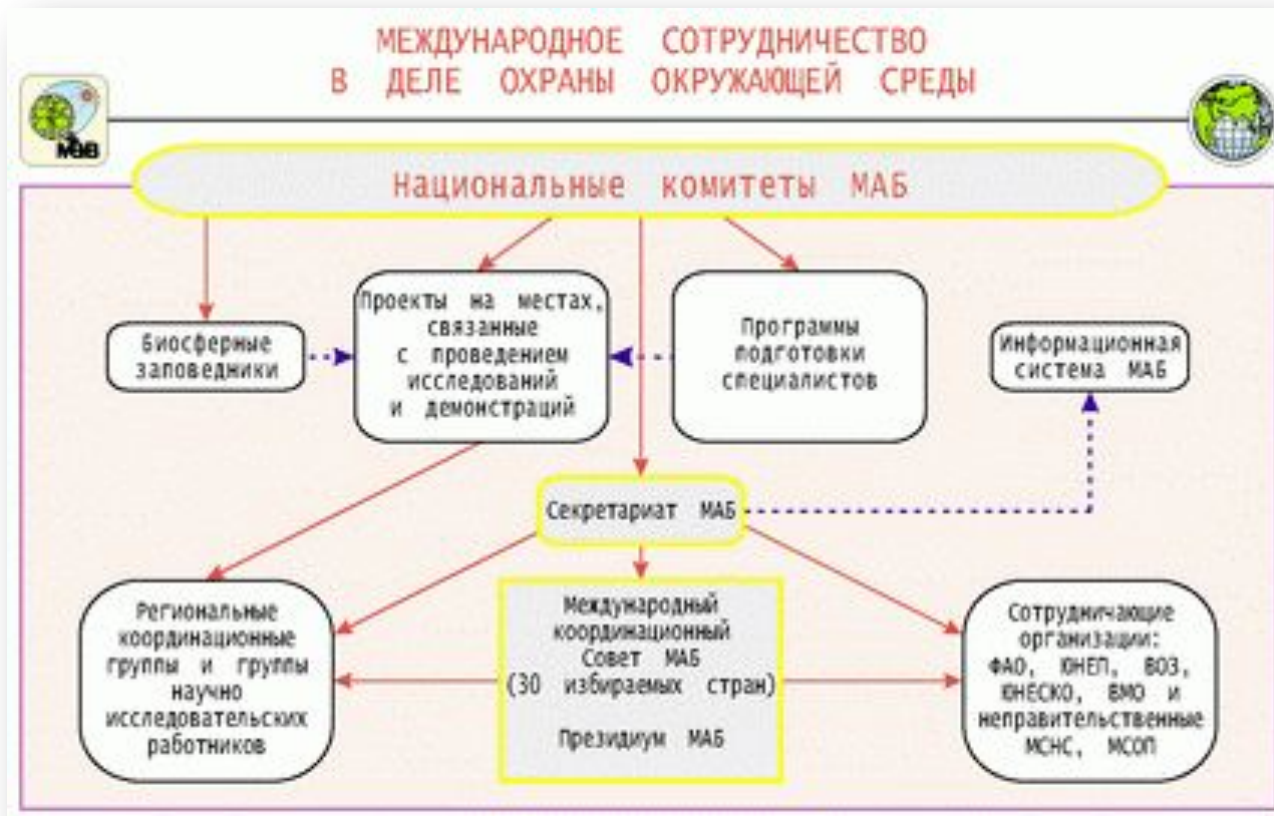 МЕЖДУНАРОДНОЕ СОТРУДНИЧЕСТВО
В ДЕЛЕ ОХРАНЫ ОКРУЖАЮЩЕЙ СРЕДЫ
МАВ
Национальные комитеты МАБ
Биосферные
заповедники
Проекты на местах,
связанные
с проведением
исследований
и демонстраций
Программы
подготовки
специалистов
Информационная
система МАБ
Секретариат МАБ
Региональные
координационные
группы и группы
научно
исследовательских
работников
Международный
координационный
Совет МАБ
(30 избираемых стран)
Президиум МАБ
Сотрудничающие
организации:
ФАО, ЮНЕП, ВОЗ,
ЮНЕСКО, ВМО и
неправительственные
МСНС, МСОП